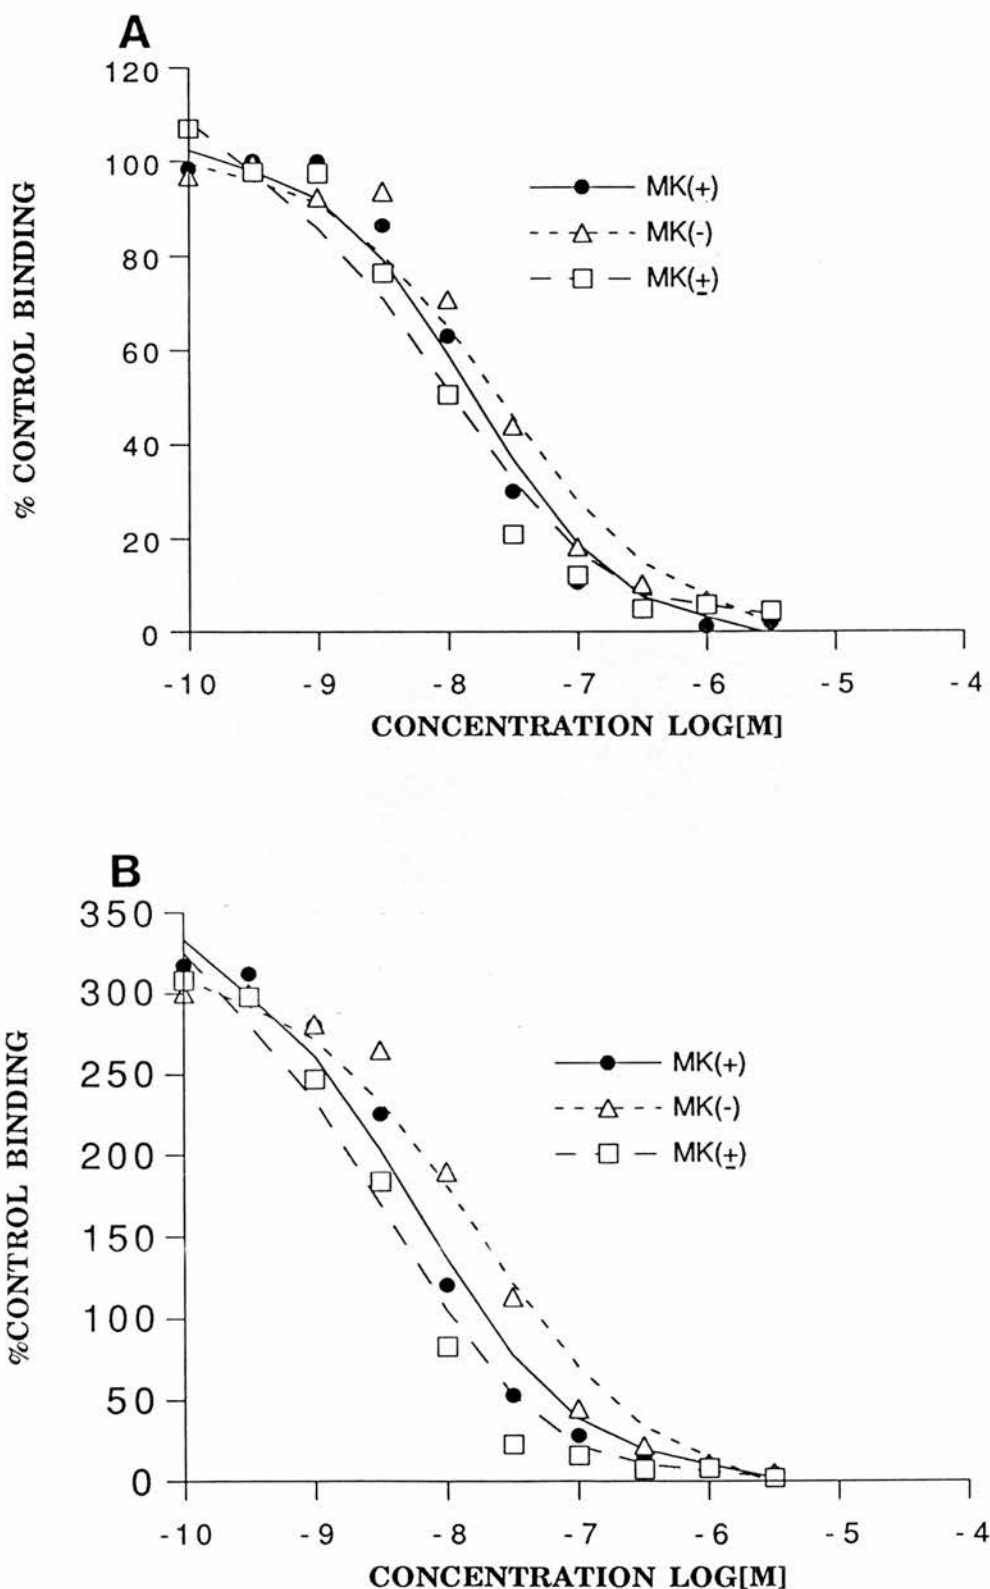 A
120
100
80
60
40
20
0
% CONTROL BINDING
MK(+)
MK(-)
MK(±)
-10 -9 -8 -7 -6 -5 -4
CONCENTRATION LOG[M]
B
350
300
250
200
150
100
50
0
%CONTROL BINDING
MK(+)
MK(-)
MK(±)
-10 -9 -8 -7 -6 -5 -4
CONCENTRATION LOG[M]